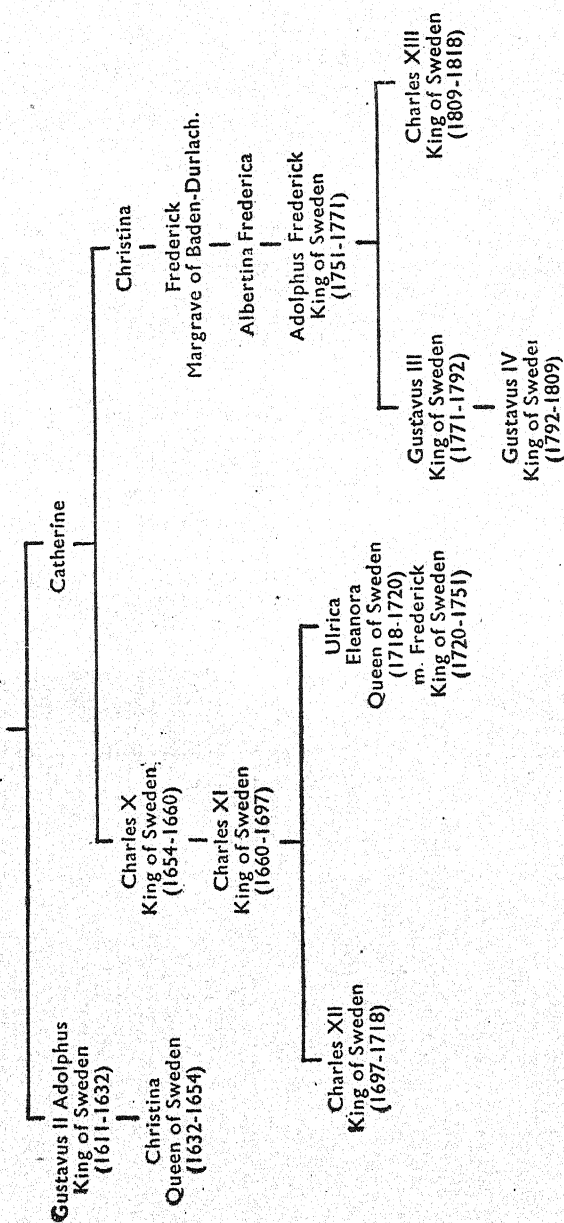 Gustavus II Adolphus
King of Sweden
(1611-1632)
Christina
Queen of Sweden
(1632-1654)
Catherine
Charles X
King of Sweden
(1654-1660)
Charles XI
King of Sweden
(1660-1697)
Charles XII
King of Sweden
(1697-1718)
Ulrica
Eleanora
Queen of Sweden
(1718-1720)
m. Frederick
King of Sweden
(1720-1751)
Christina
Frederick
Margrave of Baden-Durlach.
Albertina Frederica
Adolphus Frederick
King of Sweden
(1751-1771)
Gustavus III
King of Sweden
(1771-1792)
Gustavus IV
King of Sweden
(1792-1809)
Charles XIII
King of Sweden
(1809-1818)